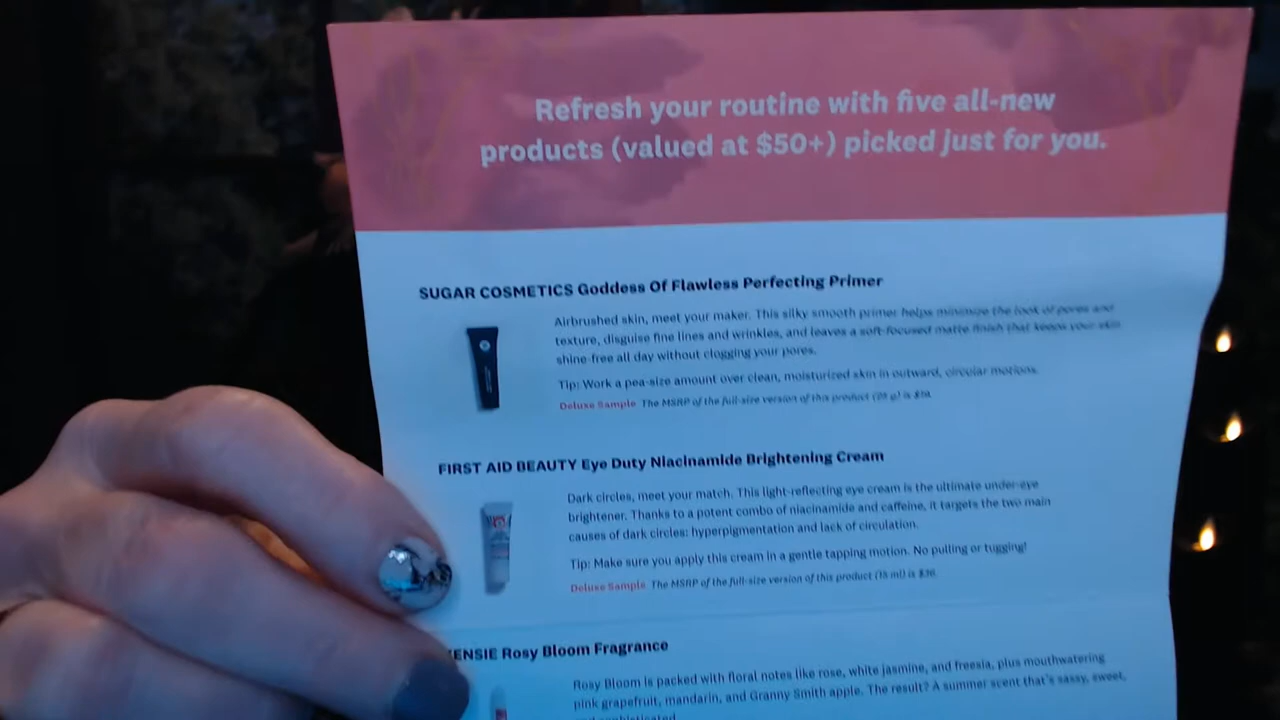 Refresh your routine with five all-new
products (valued at $50+) picked just for you.
SUGAR COSMETICS Goddess Of Flawless Perfecting Primer
Airbrushed skin, meet your maker. This silky smooth primer helps minimize the look of pores and
texture, disguise fine lines and wrinkles, and leaves a soft-focused matte finish that keeps your skin
shine-free all day without clogging your pores.
Tip: Work a pea-size amount over clean, moisturized skin in outward, circular motions.
Deluxe Sample The MSRP of the full-size version of this product is
FIRST AID BEAUTY Eye Duty Niacinamide Brightening Cream
Dark circles, meet your match. This light-reflecting eye cream is the ultimate under-eye
brightener. Thanks to a potent combo of niacinamide and caffeine, it targets the two main
causes of dark circles: hyperpigmentation and lack of circulation.
Tip: Make sure you apply this cream in a gentle tapping motion. No pulling or tugging!
Deluxe Sample The MSRP of the full-size version of this product (15 ml) is
ENSIE Rosy Bloom Fragrance
Rosy Bloom is packed with floral notes like rose, white jasmine, and freesia, plus mouthwatering
pink grapefruit, mandarin, and Granny Smith apple. The result? A summer scent that's sassy, sweet,
and sophisticated.